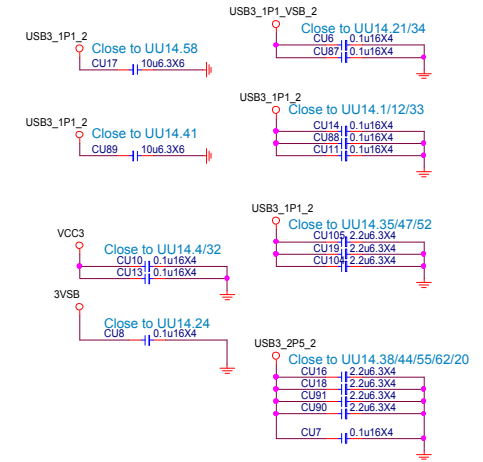 USB3_1P1_2
Close to UU14.58
CU17 10u6.3X6
USB3_1P1_2
Close to UU14.41
CU89 10u6.3X6
VCC3
Close to UU14.4/32
CU10 0.1u16X4
CU13 0.1u16X4
3VSB
Close to UU14.24
CU8 0.1u16X4
USB3_1P1_VSB_2
Close to UU14.21/34
CU6 0.1u16X4
CU87 0.1u16X4
USB3_1P1_2
Close to UU14.1/12/33
CU14 0.1u16X4
CU88 0.1u16X4
CU11 0.1u16X4
USB3_1P1_2
Close to UU14.35/47/52
CU105 2.2u6.3X4
CU19 2.2u6.3X4
CU104 2.2u6.3X4
USB3_2P5_2
Close to UU14.38/44/55/62/20
CU16 2.2u6.3X4
CU18 2.2u6.3X4
CU91 2.2u6.3X4
CU90 2.2u6.3X4
CU7 0.1u16X4